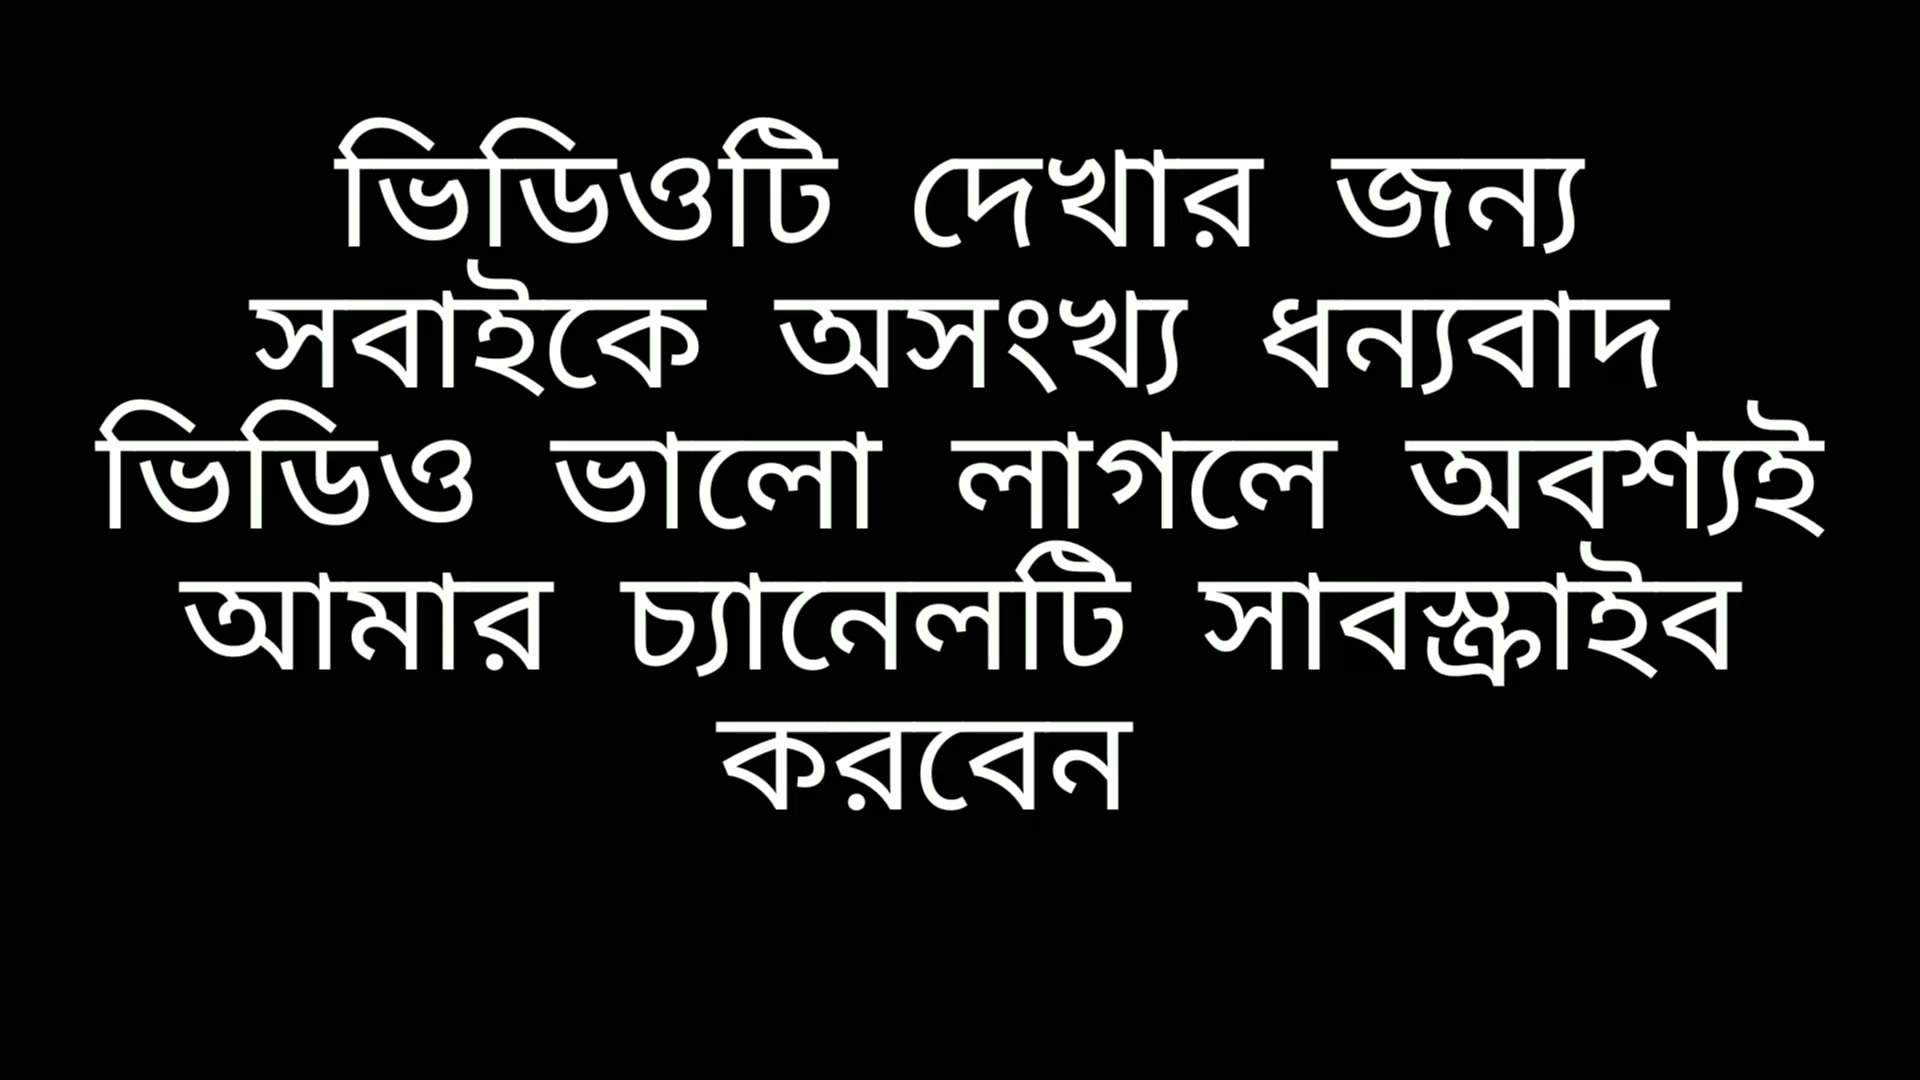 ভিডিওটি দেখার জন্য
সবাইকে অসংখ্য ধন্যবাদ
ভিডিও ভালো লাগলে অবশ্যই
আমার চ্যানেলটি সাবস্ক্রাইব
করবেন